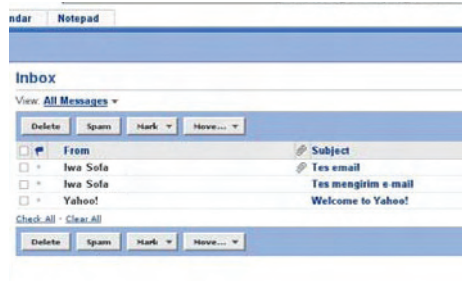 ndar Notepad
Inbox
View: All Messages
Delete Spam Mark Move...
From Subject
Iwa Sofa Tes email
Iwa Sofa Tes mengirim e-mail
Yahoo! Welcome to Yahoo!
Check All - Clear All
Delete Spam Mark Move...